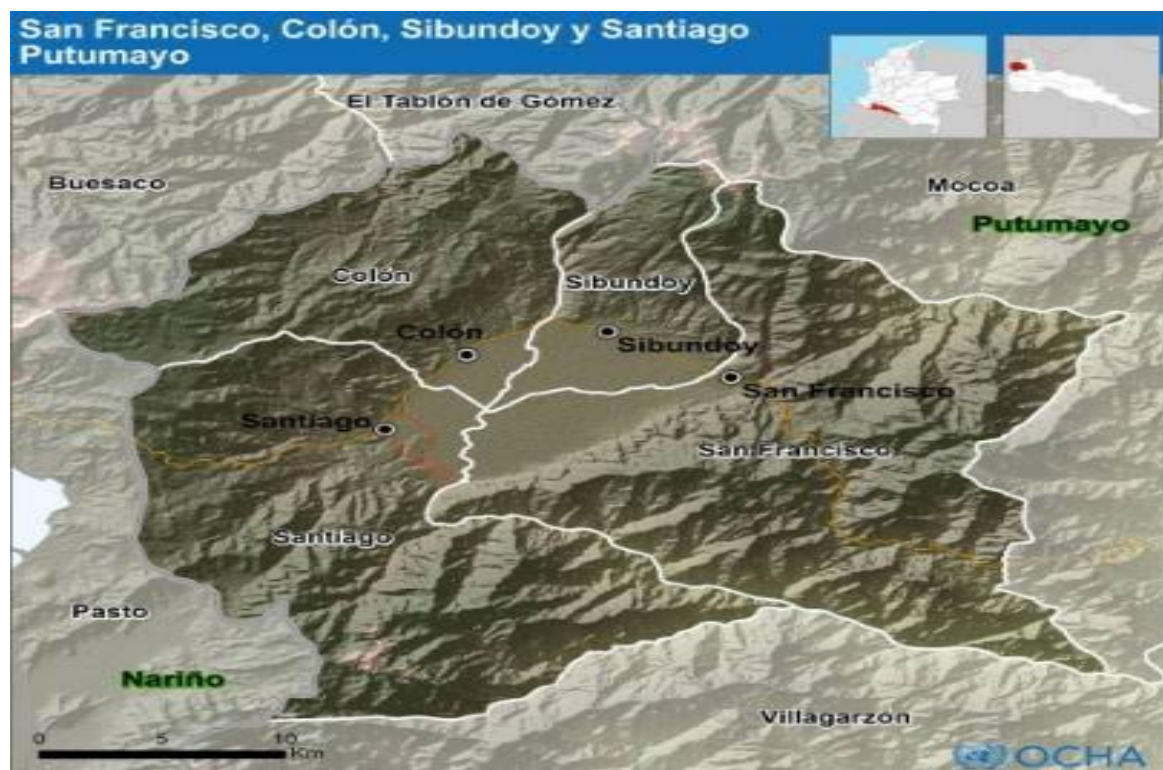 San Francisco, Colón, Sibundoy y Santiago
Putumayo
El Tablón de Gómez
Buesaco
Mocoa
Putumayo
Colón
Sibundoy
Colón
Sibundoy
San Francisco
Santiago
San Francisco
Santiago
Pasto
Nariño
Villagarzón
0 5 10
Km
OCHA